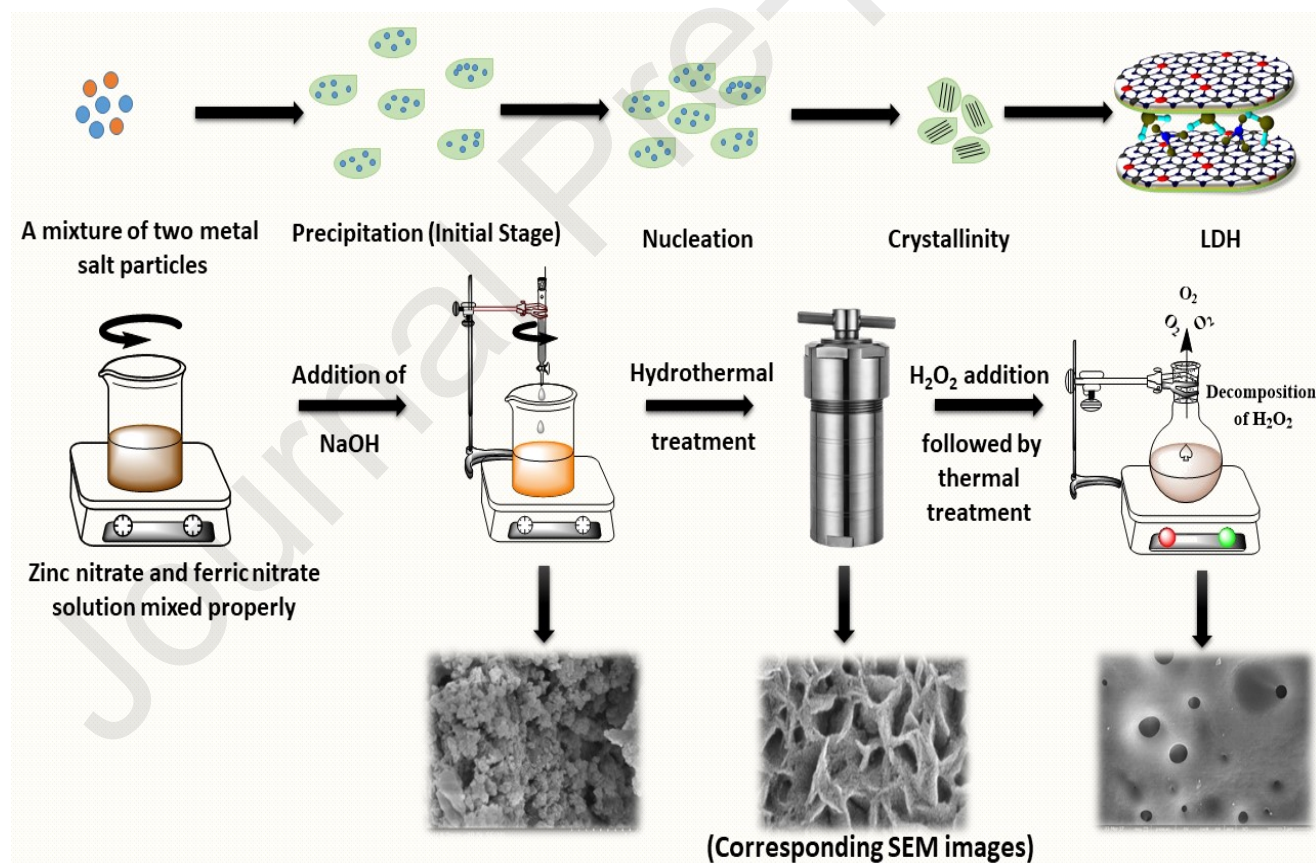 Journal Pre-
A mixture of two metal
salt particles
Precipitation (Initial Stage)
Nucleation
Crystallinity
LDH
Addition of
NaOH
Hydrothermal
treatment
H₂O₂ addition
followed by
thermal
treatment
O₂
O₂ O₂
Decomposition
of H₂O₂
Zinc nitrate and ferric nitrate
solution mixed properly
(Corresponding SEM images)